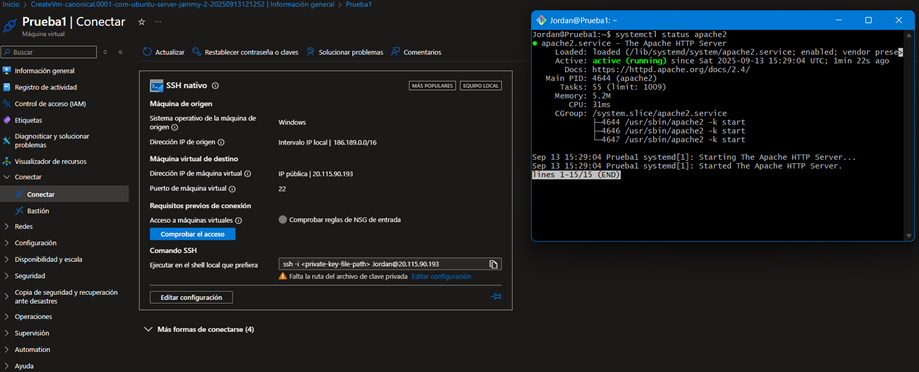 Inicio > CreateVm-canonical.0001-com-ubuntu-server-jammy-2-20250913121252 | Información general > Prueba1 >
Prueba1 | Conectar
Máquina virtual
Buscar
Información general
Registro de actividad
Control de acceso (IAM)
Etiquetas
Diagnosticar y solucionar
problemas
Visualizador de recursos
Conectar
Conectar
Bastión
Redes
Configuración
Disponibilidad y escala
Seguridad
Copia de seguridad y recuperación
ante desastres
Operaciones
Supervisión
Automation
Ayuda
Actualizar Restablecer contraseña o claves Solucionar problemas Comentarios
SSH nativo MÁS POPULARES EQUIPO LOCAL
Máquina de origen
Sistema operativo de la máquina de
origen Windows
Dirección IP de origen Intervalo IP local | 186.189.0.0/16
Máquina virtual de destino
Dirección IP de máquina virtual IP pública | 20.115.90.193
Puerto de máquina virtual 22
Requisitos previos de conexión
Acceso a máquinas virtuales Comprobar reglas de NSG de entrada
Comprobar el acceso
Comando SSH
Ejecutar en el shell local que prefiera ssh -i <private-key-file-path> Jordan@20.115.90.193
Falta la ruta del archivo de clave privada Editar configuración
Editar configuración
Más formas de conectarse (4)
Jordan@Prueba1: ~
Jordan@Prueba1:~$ systemctl status apache2
● apache2.service - The Apache HTTP Server
Loaded: loaded (/lib/systemd/system/apache2.service; enabled; vendor prese>
Active: active (running) since Sat 2025-09-13 15:29:04 UTC; 1min 22s ago
Docs: https://httpd.apache.org/docs/2.4/
Main PID: 4644 (apache2)
Tasks: 55 (limit: 1009)
Memory: 5.2M
CPU: 31ms
CGroup: /system.slice/apache2.service
├─4644 /usr/sbin/apache2 -k start
├─4646 /usr/sbin/apache2 -k start
└─4647 /usr/sbin/apache2 -k start
Sep 13 15:29:04 Prueba1 systemd[1]: Starting The Apache HTTP Server...
Sep 13 15:29:04 Prueba1 systemd[1]: Started The Apache HTTP Server.
lines 1-15/15 (END)